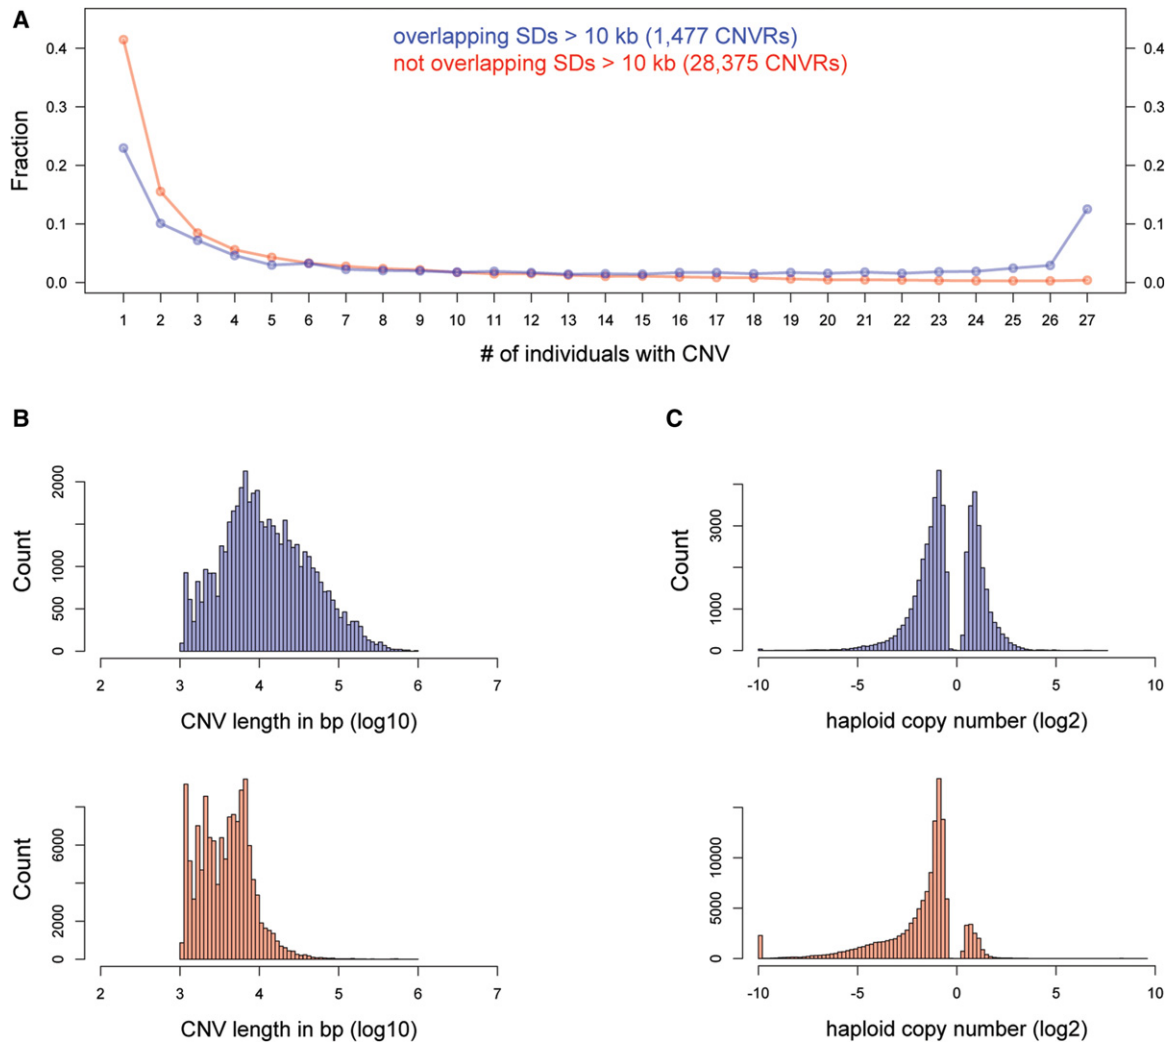 A
overlapping SDs > 10 kb (1,477 CNVRs)
not overlapping SDs > 10 kb (28,375 CNVRs)
Fraction
0.4
0.3
0.2
0.1
0.0
0.4
0.3
0.2
0.1
0.0
1 2 3 4 5 6 7 8 9 10 11 12 13 14 15 16 17 18 19 20 21 22 23 24 25 26 27
# of individuals with CNV
B
Count
2000
1000
500
0
2 3 4 5 6 7
CNV length in bp (log10)
Count
6000
4000
2000
0
2 3 4 5 6 7
CNV length in bp (log10)
C
Count
3000
1000
0
-10 -5 0 5 10
haploid copy number (log2)
Count
10000
5000
0
-10 -5 0 5 10
haploid copy number (log2)